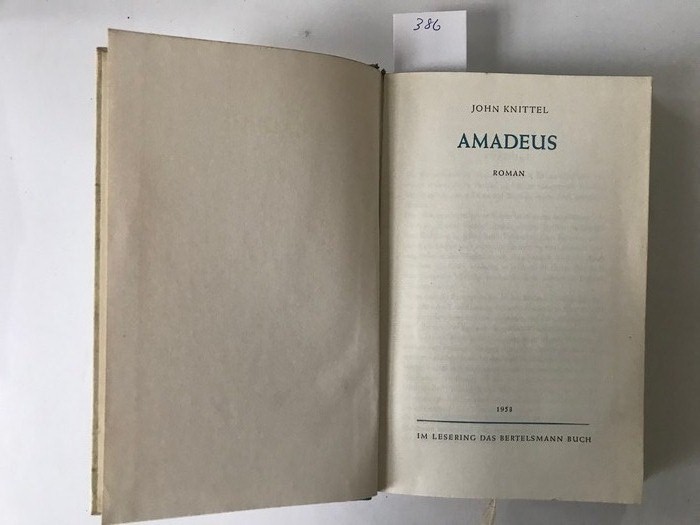 386
JOHN KNITTEL
AMADEUS
ROMAN
1958
IM LESERING DAS BERTELSMANN BUCH